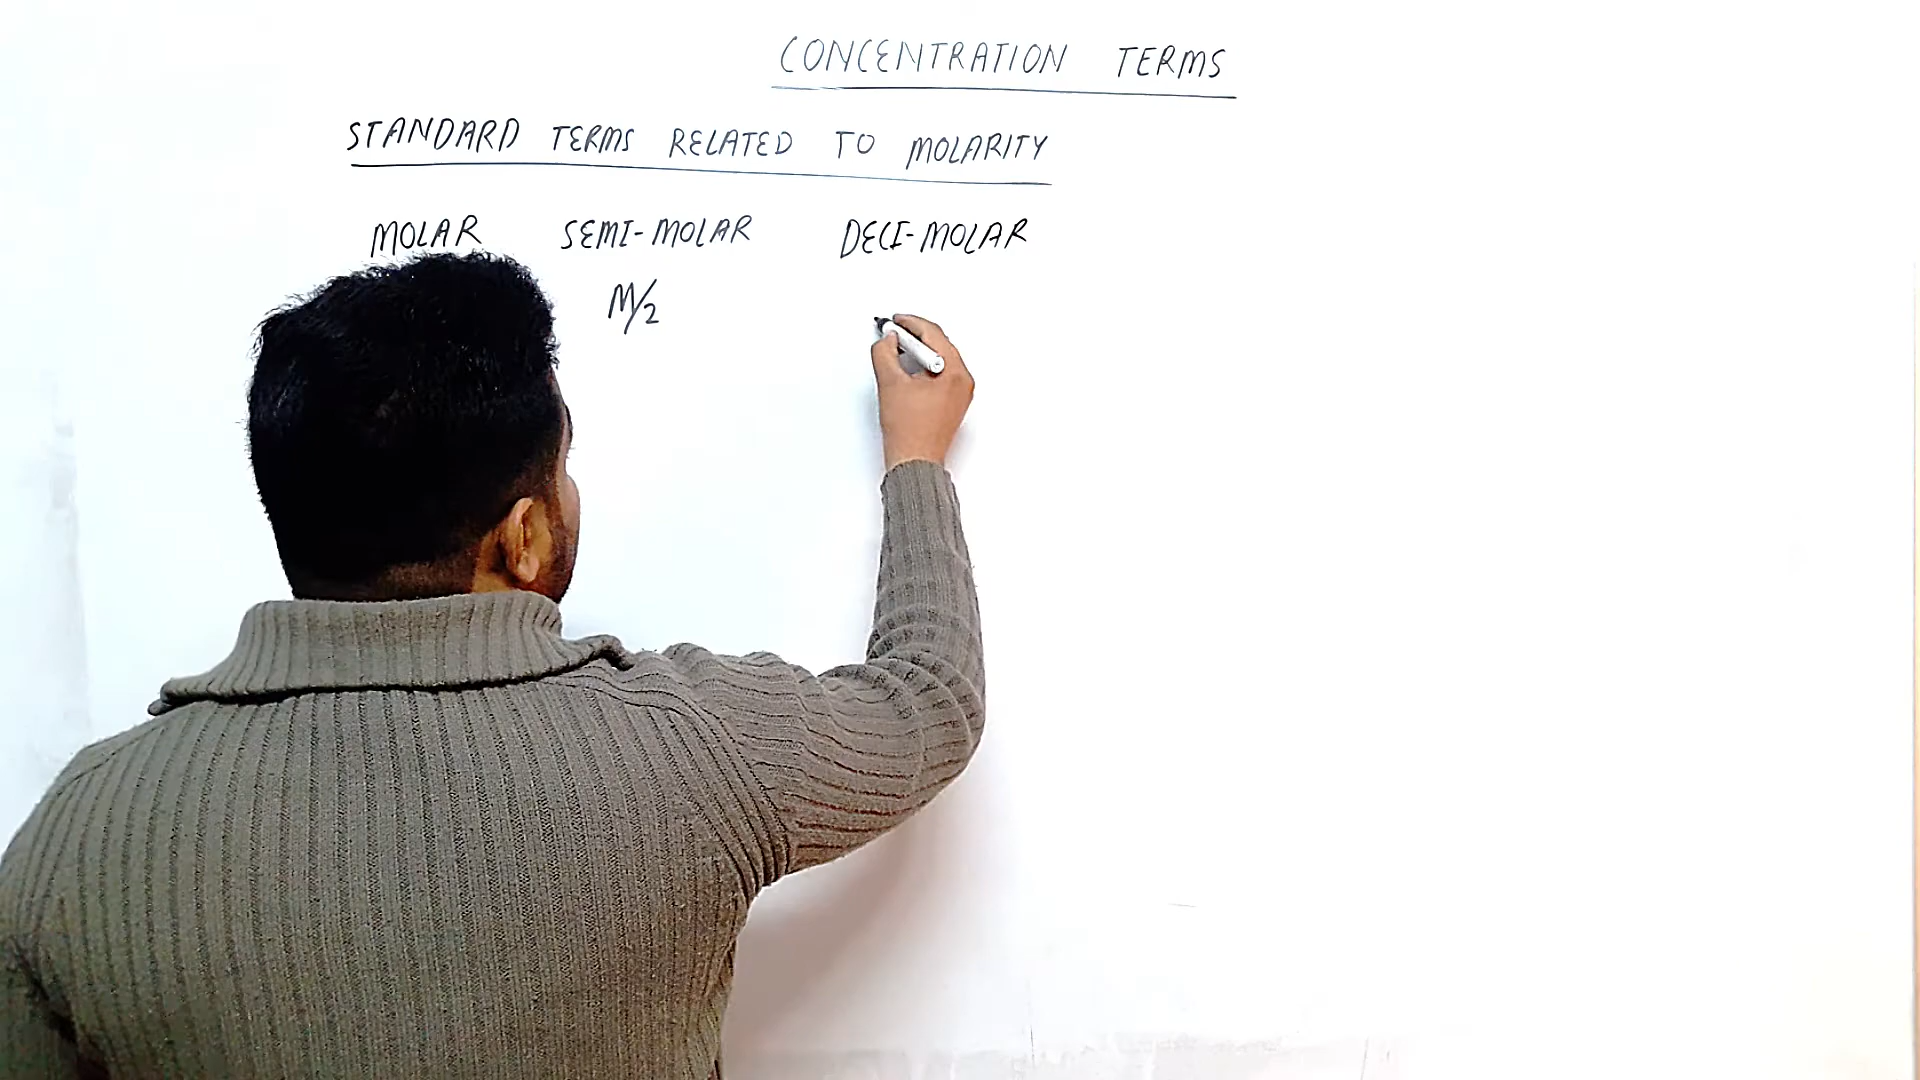 CONCENTRATION TERMS
STANDARD TERMS RELATED TO MOLARITY
MOLAR SEMI-MOLAR DECI-MOLAR
M/2